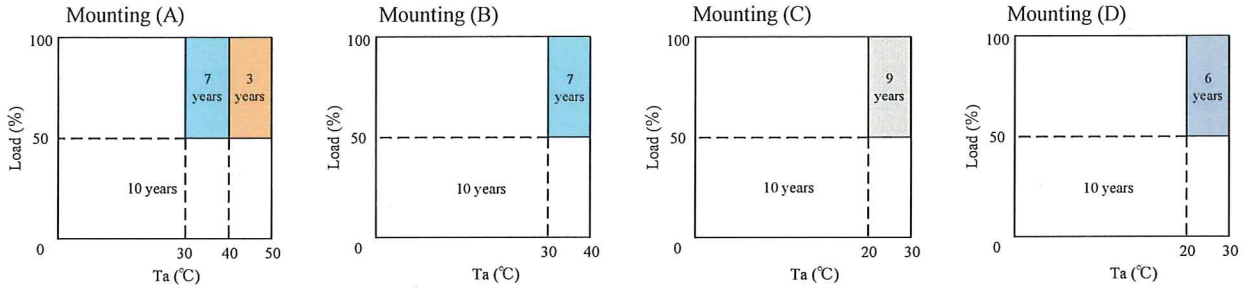 Mounting (A)
100
7
years
3
years
50
Load (%)
10 years
0
30
40
50
Ta (℃)
Mounting (B)
100
7
years
50
Load (%)
10 years
0
30
40
Ta (℃)
Mounting (C)
100
9
years
50
Load (%)
10 years
0
20
30
Ta (℃)
Mounting (D)
100
6
years
50
Load (%)
10 years
0
20
30
Ta (℃)